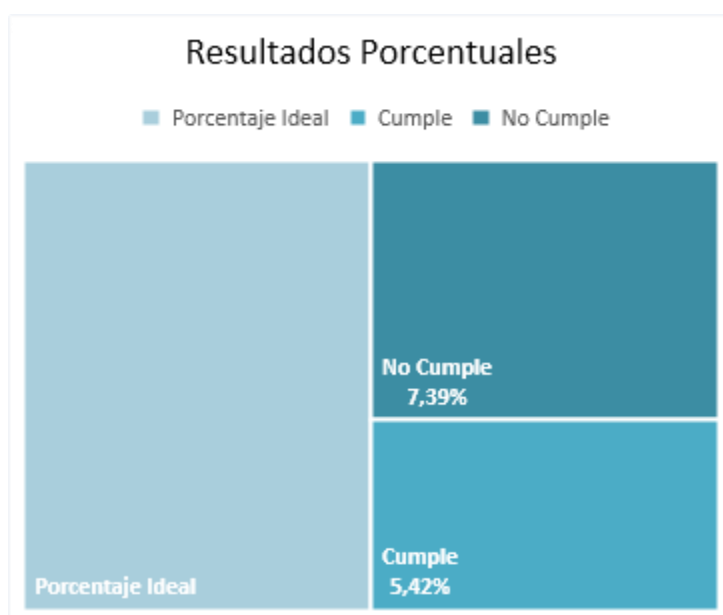 Resultados Porcentuales
Porcentaje Ideal Cumple No Cumple
No Cumple
7,39%
Cumple
5,42%
Porcentaje Ideal